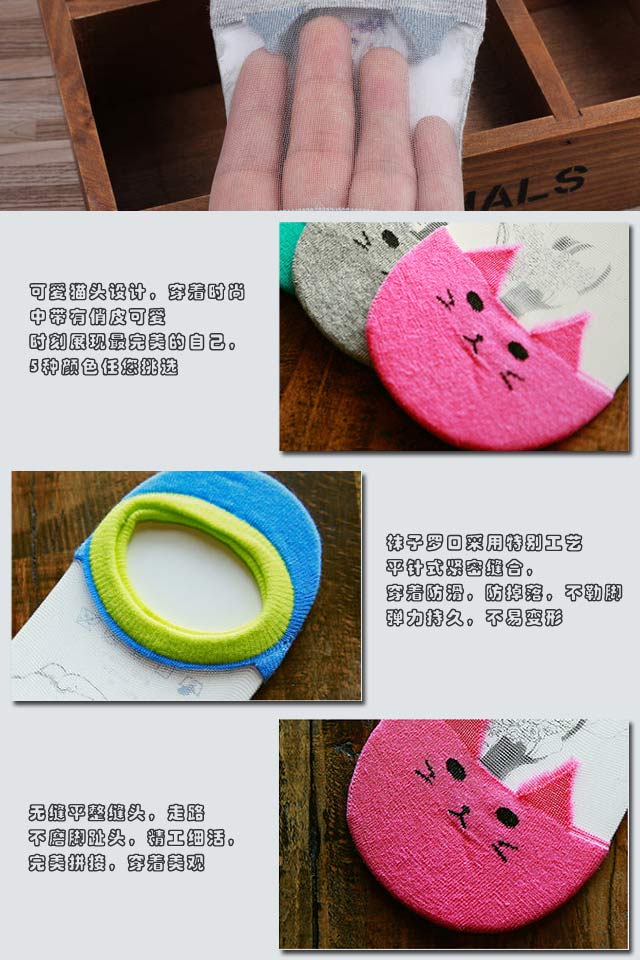 MALS
可爱猫头设计，穿着时尚
中带有俏皮可爱
时刻展现最完美的自己，
5种颜色任您挑选
袜子罗口采用特别工艺
平针式紧密缝合，
穿着防滑，防掉落，不勒脚
弹力持久，不易变形
无缝平整缝头，走路
不磨脚趾头，精工细活，
完美拼接，穿着美观